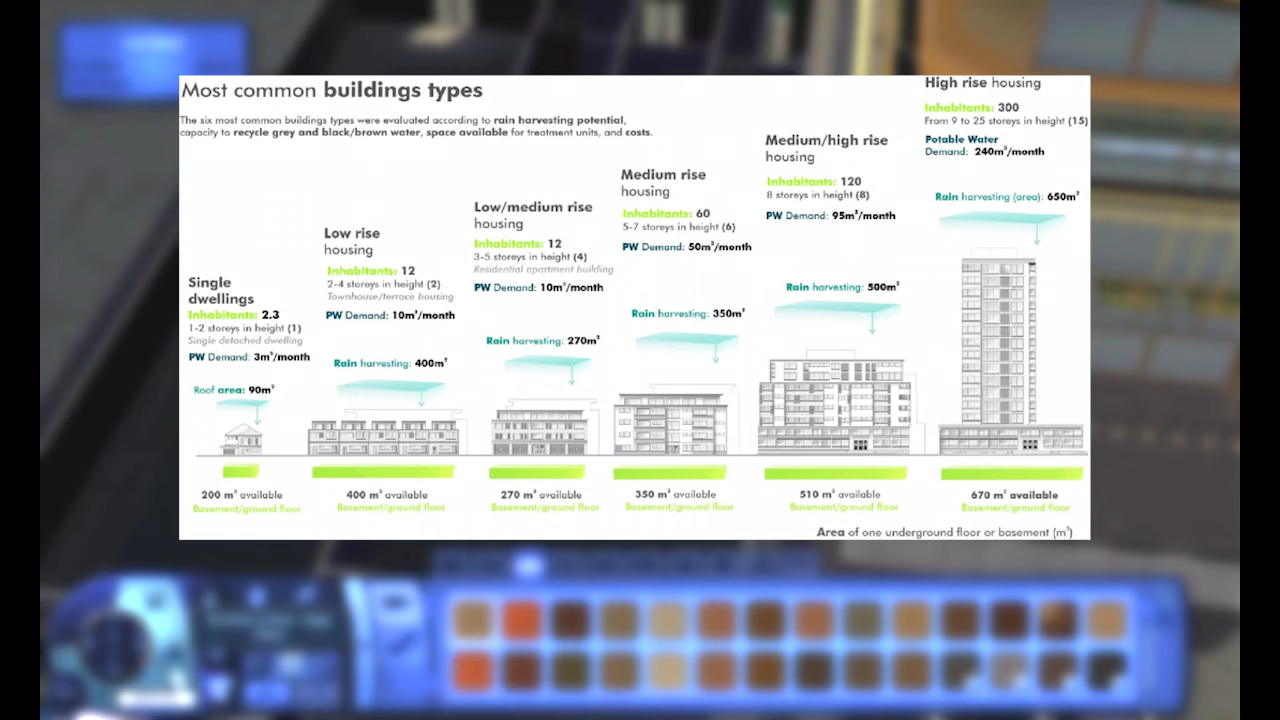 Most common buildings types
The six most common buildings types were evaluated according to rain harvesting potential,
capacity to recycle grey and black/brown water, space available for treatment units, and costs.
Single
dwellings
Inhabitants: 2.3
1-2 storeys in height (1)
Single detached dwelling
PW Demand: 3m³/month
Roof area: 90m²
200 m² available
Basement/ground floor
Low rise
housing
Inhabitants: 12
2-4 storeys in height (2)
Townhouse/terrace housing
PW Demand: 10m³/month
Rain harvesting: 400m²
400 m² available
Basement/ground floor
Low/medium rise
housing
Inhabitants: 12
3-5 storeys in height (4)
Residential apartment building
PW Demand: 10m³/month
Rain harvesting: 270m²
270 m² available
Basement/ground floor
Medium rise
housing
Inhabitants: 60
5-7 storeys in height (6)
PW Demand: 50m³/month
Rain harvesting: 350m²
350 m² available
Basement/ground floor
Medium/high rise
housing
Inhabitants: 120
8 storeys in height (8)
PW Demand: 95m³/month
Rain harvesting: 500m²
510 m² available
Basement/ground floor
High rise housing
Inhabitants: 300
From 9 to 25 storeys in height (15)
Potable Water
Demand: 240m³/month
Rain harvesting (area): 650m²
670 m² available
Basement/ground floor
Area of one underground floor or basement (m²)